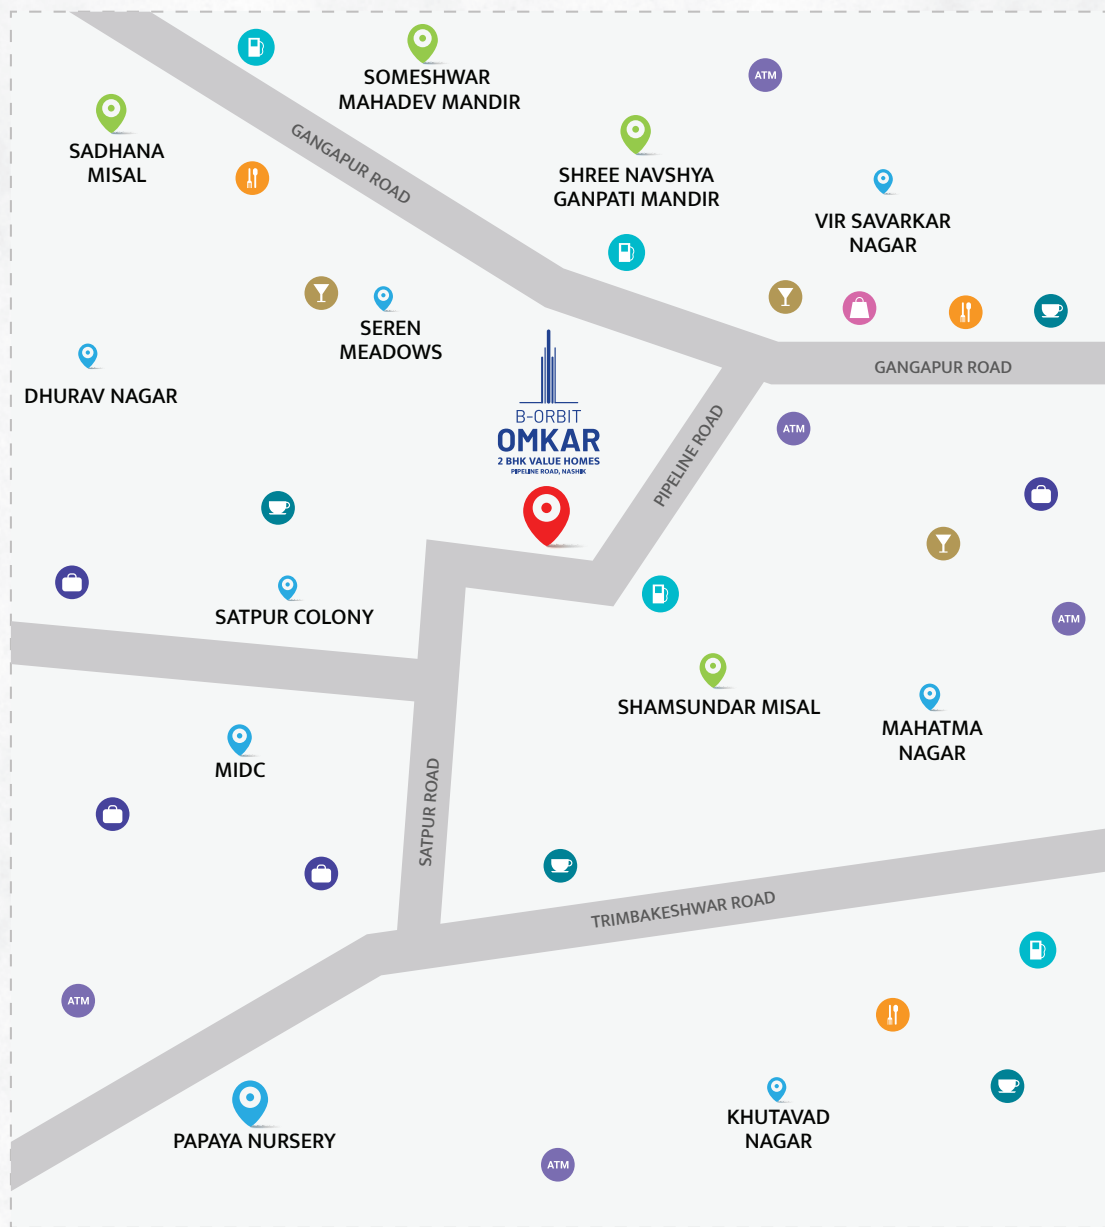 SOMESHWAR
MAHADEV MANDIR
ATM
SADHANA
MISAL
GANGAPUR ROAD
SHREE NAVSHYA
GANPATI MANDIR
VIR SAVARKAR
NAGAR
SEREN
MEADOWS
DHURAV NAGAR
GANGAPUR ROAD
B-ORBIT
OMKAR
2 BHK VALUE HOMES
PIPELINE ROAD, NASHIK
PIPELINE ROAD
ATM
SATPUR COLONY
ATM
SHAMSUNDAR MISAL
MAHATMA
NAGAR
MIDC
SATPUR ROAD
TRIMBAKESHWAR ROAD
ATM
PAPAYA NURSERY
KHUTAVAD
NAGAR
ATM